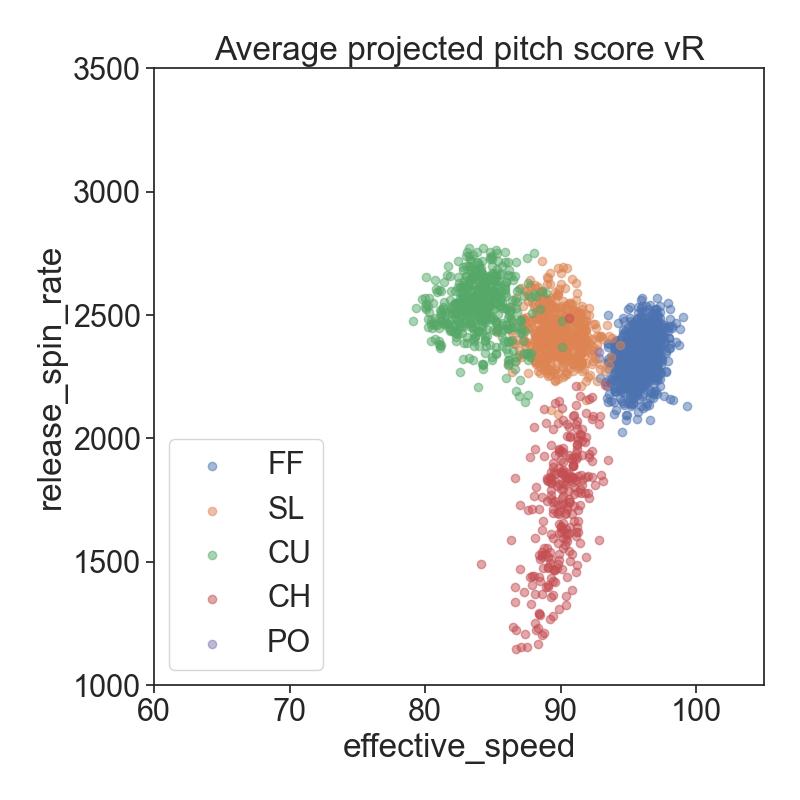 Average projected pitch score vR
3500
3000
2500
2000
1500
1000
release_spin_rate
FF
SL
CU
CH
PO
60 70 80 90 100
effective_speed